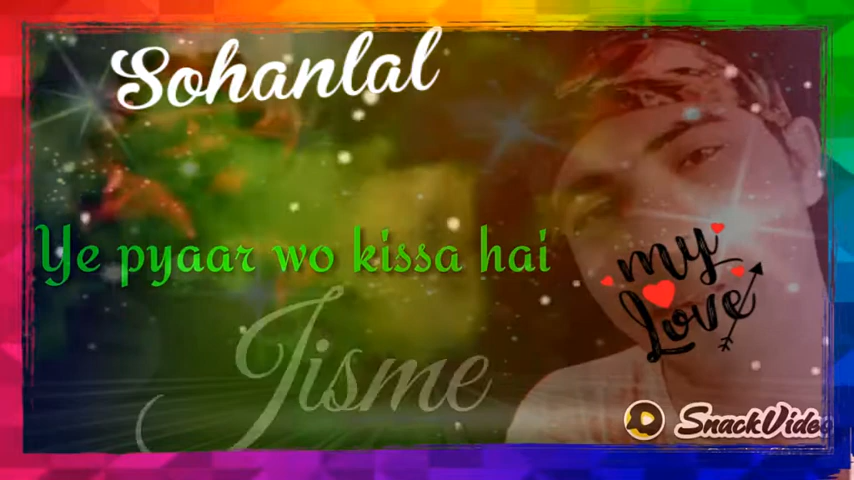 Sohanlal
Ye pyaar wo kissa hai
Jisme
my
Love
SnackVideo